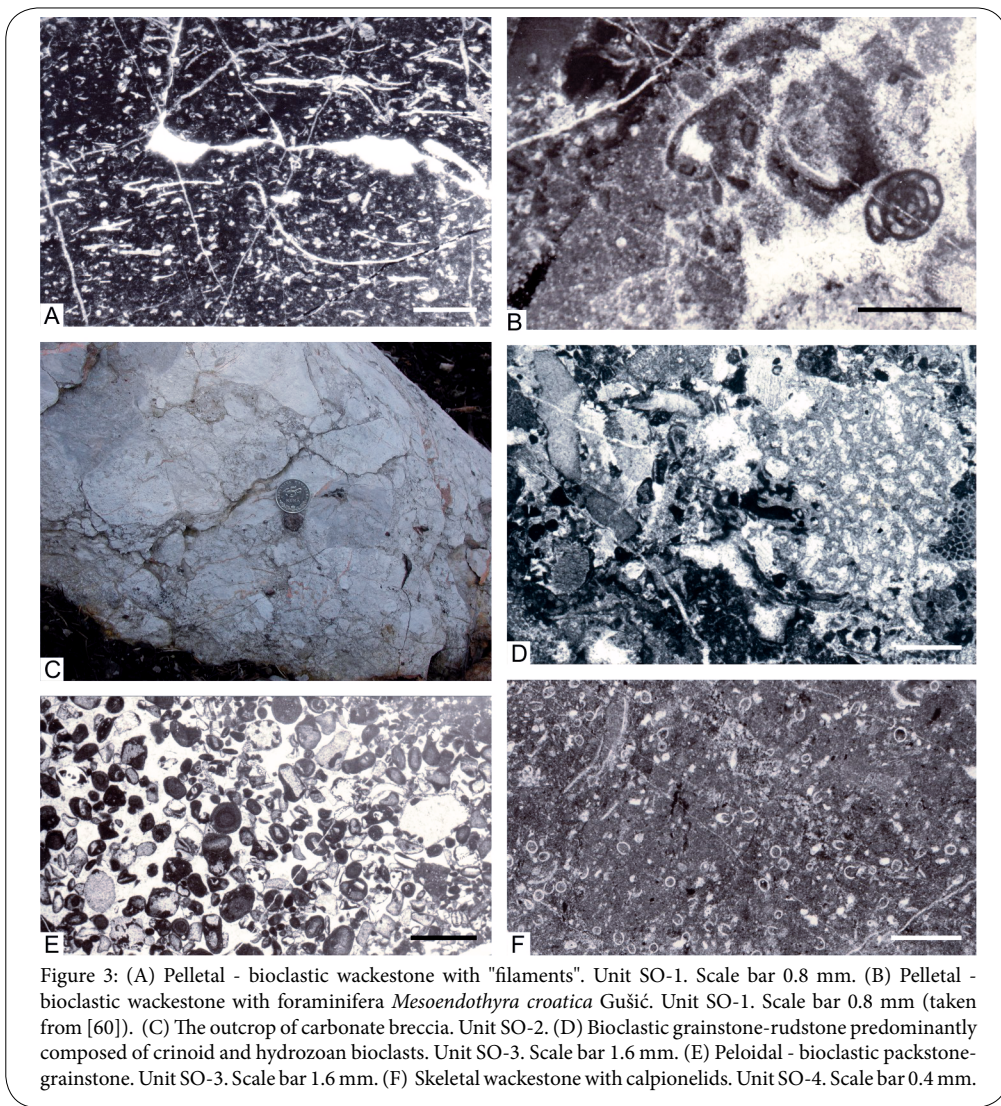 A
B
C
D
E
F
Figure 3: (A) Pelletal - bioclastic wackestone with "filaments". Unit SO-1. Scale bar 0.8 mm. (B) Pelletal -
bioclastic wackestone with foraminifera Mesoendothyra croatica Gušić. Unit SO-1. Scale bar 0.8 mm (taken
from [60]). (C) The outcrop of carbonate breccia. Unit SO-2. (D) Bioclastic grainstone-rudstone predominantly
composed of crinoid and hydrozoan bioclasts. Unit SO-3. Scale bar 1.6 mm. (E) Peloidal - bioclastic packstone-
grainstone. Unit SO-3. Scale bar 1.6 mm. (F) Skeletal wackestone with calpionelids. Unit SO-4. Scale bar 0.4 mm.